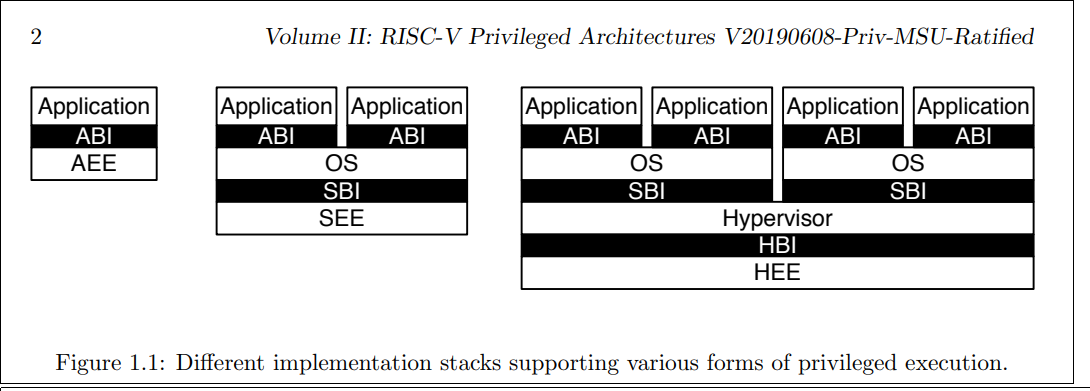 2 Volume II: RISC-V Privileged Architectures V20190608-Priv-MSU-Ratified
Application
ABI
AEE
Application Application
ABI ABI
OS
SBI
SEE
Application Application Application Application
ABI ABI ABI ABI
OS OS
SBI SBI
Hypervisor
HBI
HEE
Figure 1.1: Different implementation stacks supporting various forms of privileged execution.